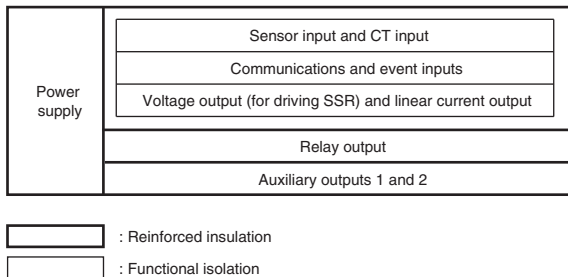 Power
supply
Sensor input and CT input
Communications and event inputs
Voltage output (for driving SSR) and linear current output
Relay output
Auxiliary outputs 1 and 2
: Reinforced insulation
: Functional isolation